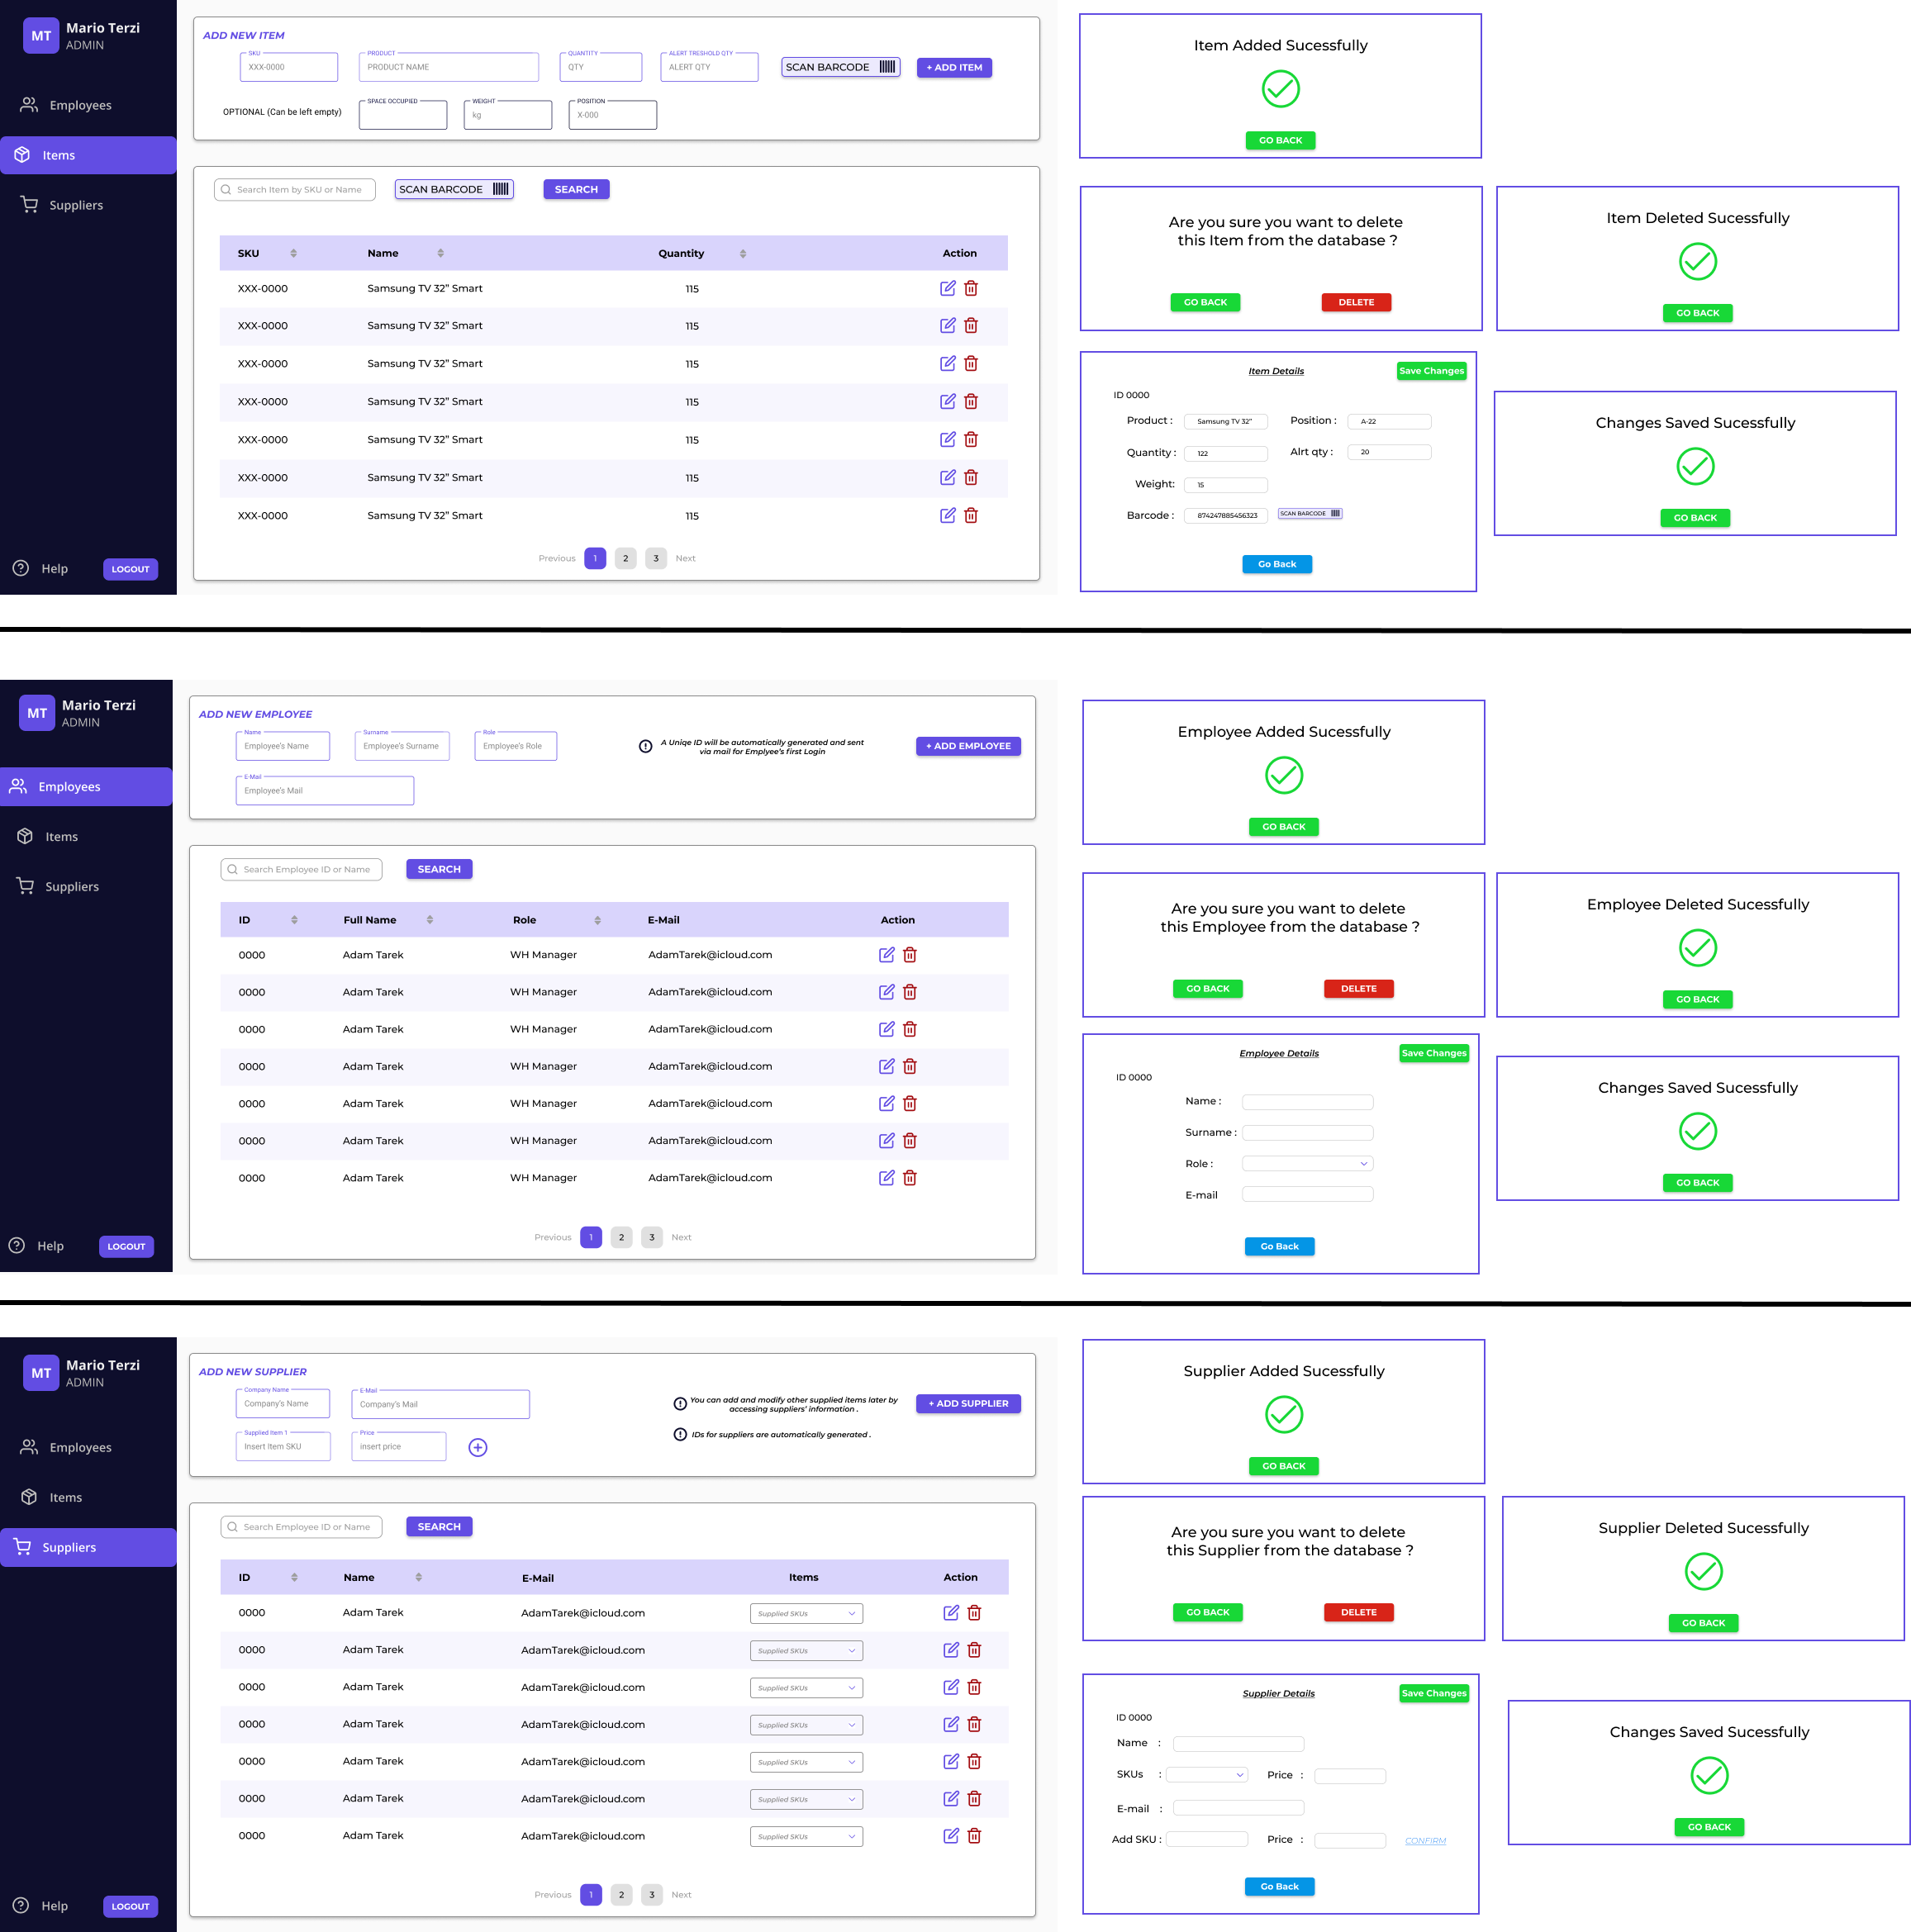 MT
Mario Terzi
ADMIN
Employees
Items
Suppliers
Help
LOGOUT
ADD NEW ITEM
SKU
XXX-0000
PRODUCT
PRODUCT NAME
QUANTITY
QTY
ALERT TRESHOLD QTY
ALERT QTY
SCAN BARCODE
+ ADD ITEM
OPTIONAL (Can be left empty)
SPACE OCCUPIED
WEIGHT
kg
POSITION
X-000
Search Item by SKU or Name
SCAN BARCODE
SEARCH
SKU Name Quantity Action
XXX-0000 Samsung TV 32” Smart 115
XXX-0000 Samsung TV 32” Smart 115
XXX-0000 Samsung TV 32” Smart 115
XXX-0000 Samsung TV 32” Smart 115
XXX-0000 Samsung TV 32” Smart 115
XXX-0000 Samsung TV 32” Smart 115
XXX-0000 Samsung TV 32” Smart 115
Previous 1 2 3 Next
Item Added Sucessfully
GO BACK
Are you sure you want to delete
this Item from the database ?
GO BACK DELETE
Item Deleted Sucessfully
GO BACK
Item Details
Save Changes
ID 0000
Product : Samsung TV 32” Position : A-22
Quantity : 122 Alrt qty : 20
Weight: 15
Barcode : 874247885456323 SCAN BARCODE
Go Back
Changes Saved Sucessfully
GO BACK
MT
Mario Terzi
ADMIN
Employees
Items
Suppliers
Help
LOGOUT
ADD NEW EMPLOYEE
Name
Employee’s Name
Surname
Employee’s Surname
Role
Employee’s Role
A Uniqe ID will be automatically generated and sent
via mail for Emplyee’s first Login
+ ADD EMPLOYEE
E-Mail
Employee’s Mail
Search Employee ID or Name
SEARCH
ID Full Name Role E-Mail Action
0000 Adam Tarek WH Manager AdamTarek@icloud.com
0000 Adam Tarek WH Manager AdamTarek@icloud.com
0000 Adam Tarek WH Manager AdamTarek@icloud.com
0000 Adam Tarek WH Manager AdamTarek@icloud.com
0000 Adam Tarek WH Manager AdamTarek@icloud.com
0000 Adam Tarek WH Manager AdamTarek@icloud.com
0000 Adam Tarek WH Manager AdamTarek@icloud.com
Previous 1 2 3 Next
Employee Added Sucessfully
GO BACK
Are you sure you want to delete
this Employee from the database ?
GO BACK DELETE
Employee Deleted Sucessfully
GO BACK
Employee Details
Save Changes
ID 0000
Name :
Surname :
Role :
E-mail
Go Back
Changes Saved Sucessfully
GO BACK
MT
Mario Terzi
ADMIN
Employees
Items
Suppliers
Help
LOGOUT
ADD NEW SUPPLIER
Company Name
Company’s Name
E-Mail
Company’s Mail
You can add and modify other supplied items later by
accessing suppliers’ information .
+ ADD SUPPLIER
Supplied Item 1
Insert Item SKU
Price
insert price
IDs for suppliers are automatically generated .
Search Employee ID or Name
SEARCH
ID Name E-Mail Items Action
0000 Adam Tarek AdamTarek@icloud.com Supplied SKUs
0000 Adam Tarek AdamTarek@icloud.com Supplied SKUs
0000 Adam Tarek AdamTarek@icloud.com Supplied SKUs
0000 Adam Tarek AdamTarek@icloud.com Supplied SKUs
0000 Adam Tarek AdamTarek@icloud.com Supplied SKUs
0000 Adam Tarek AdamTarek@icloud.com Supplied SKUs
0000 Adam Tarek AdamTarek@icloud.com Supplied SKUs
Previous 1 2 3 Next
Supplier Added Sucessfully
GO BACK
Are you sure you want to delete
this Supplier from the database ?
GO BACK DELETE
Supplier Deleted Sucessfully
GO BACK
Supplier Details
Save Changes
ID 0000
Name :
SKUs : Price :
E-mail :
Add SKU : Price : CONFIRM
Go Back
Changes Saved Sucessfully
GO BACK